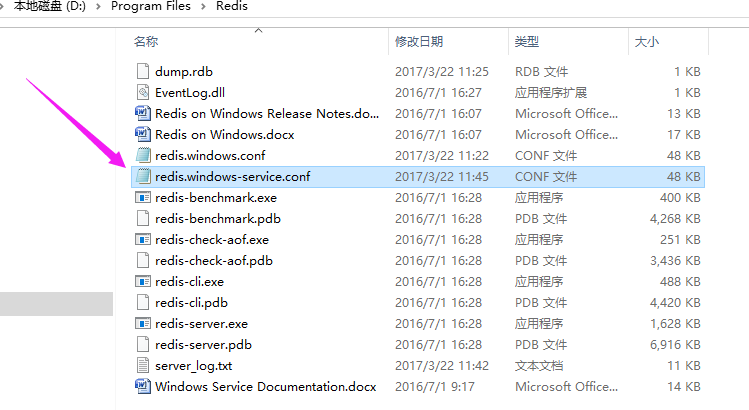 本地磁盘 (D:) › Program Files › Redis
名称 修改日期 类型 大小
dump.rdb 2017/3/22 11:25 RDB 文件 1 KB
EventLog.dll 2016/7/1 16:27 应用程序扩展 1 KB
Redis on Windows Release Notes.do... 2016/7/1 16:07 Microsoft Office... 13 KB
Redis on Windows.docx 2016/7/1 16:07 Microsoft Office... 17 KB
redis.windows.conf 2017/3/22 11:22 CONF 文件 48 KB
redis.windows-service.conf 2017/3/22 11:45 CONF 文件 48 KB
redis-benchmark.exe 2016/7/1 16:28 应用程序 400 KB
redis-benchmark.pdb 2016/7/1 16:28 PDB 文件 4,268 KB
redis-check-aof.exe 2016/7/1 16:28 应用程序 251 KB
redis-check-aof.pdb 2016/7/1 16:28 PDB 文件 3,436 KB
redis-cli.exe 2016/7/1 16:28 应用程序 488 KB
redis-cli.pdb 2016/7/1 16:28 PDB 文件 4,420 KB
redis-server.exe 2016/7/1 16:28 应用程序 1,628 KB
redis-server.pdb 2016/7/1 16:28 PDB 文件 6,916 KB
server_log.txt 2017/3/22 11:42 文本文档 11 KB
Windows Service Documentation.docx 2016/7/1 9:17 Microsoft Office... 14 KB